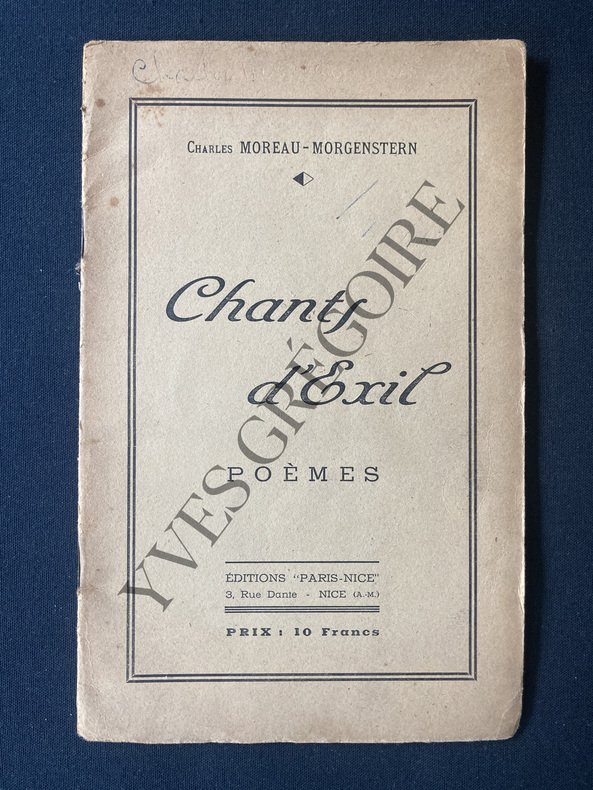 Charles MOREAU-MORGENSTERN
Chants
d'Exil
POÈMES
ÉDITIONS "PARIS-NICE"
3, Rue Dante - NICE (A.-M.)
PRIX : 10 Francs
YVES GRÉGOIRE